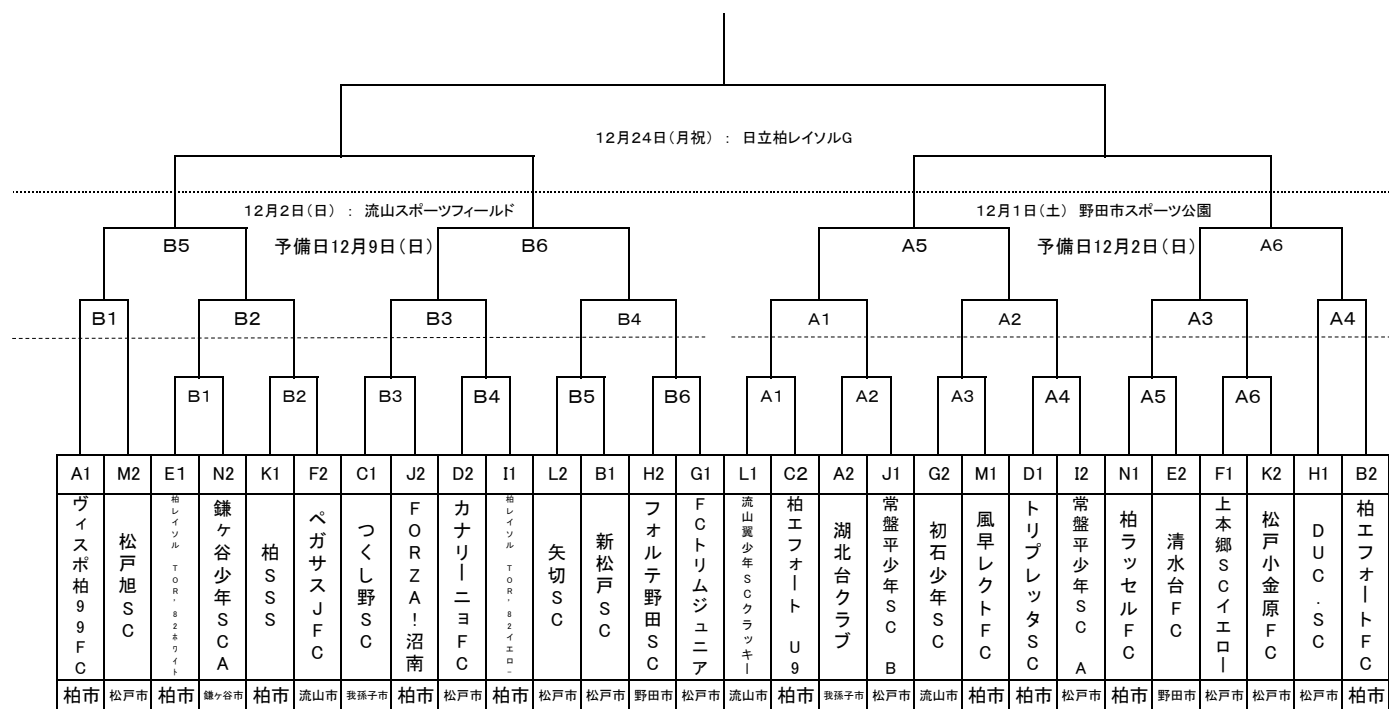 12月24日(月祝) : 日立柏レイソルG
12月2日(日) : 流山スポーツフィールド
12月1日(土) 野田市スポーツ公園
B5
予備日12月9日(日)
B6
A5
予備日12月2日(日)
A6
B1
B2
B3
B4
A1
A2
A3
A4
B1
B2
B3
B4
B5
B6
A1
A2
A3
A4
A5
A6
A1 M2 E1 N2 K1 F2 C1 J2 D2 I1 L2 B1 H2 G1 L1 C2 A2 J1 G2 M1 D1 I2 N1 E2 F1 K2 H1 B2
ヴィスポ柏99FC
松戸旭SC
柏レイソル TOR'82ホワイト
鎌ヶ谷少年SCA
柏SSS
ペガサスJFC
つくし野SC
FORZA!沼南
カナリーニョFC
柏レイソル TOR'82イエロー
矢切SC
新松戸SC
フォルテ野田SC
FCトリムジュニア
流山翼少年SCクラッキー
柏エフォート U9
湖北台クラブ
常盤平少年SC B
初石少年SC
風早レクトFC
トリプレッタSC
常盤平少年SC A
柏ラッセルFC
清水台FC
上本郷SCイエロー
松戸小金原FC
DUC.SC
柏エフォートFC
柏市 松戸市 柏市 鎌ヶ谷市 柏市 流山市 我孫子市 柏市 松戸市 柏市 松戸市 松戸市 野田市 松戸市 流山市 柏市 我孫子市 松戸市 流山市 柏市 柏市 松戸市 柏市 野田市 松戸市 松戸市 松戸市 柏市